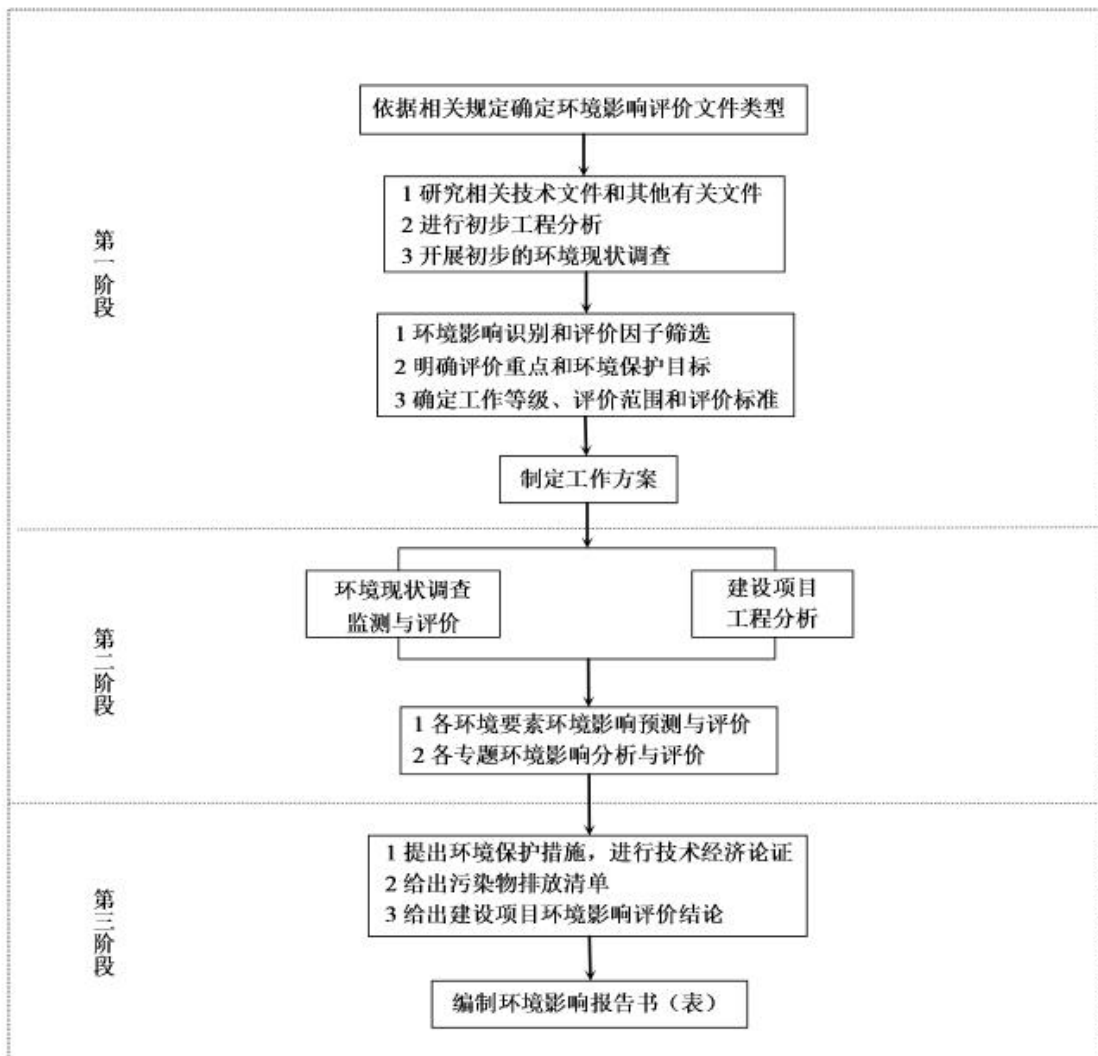 依据相关规定确定环境影响评价文件类型
1 研究相关技术文件和其他有关文件
2 进行初步工程分析
3 开展初步的环境现状调查
第一阶段
1 环境影响识别和评价因子筛选
2 明确评价重点和环境保护目标
3 确定工作等级、评价范围和评价标准
制定工作方案
第二阶段
环境现状调查
监测与评价
建设项目
工程分析
1 各环境要素环境影响预测与评价
2 各专题环境影响分析与评价
第三阶段
1 提出环境保护措施，进行技术经济论证
2 给出污染物排放清单
3 给出建设项目环境影响评价结论
编制环境影响报告书（表）